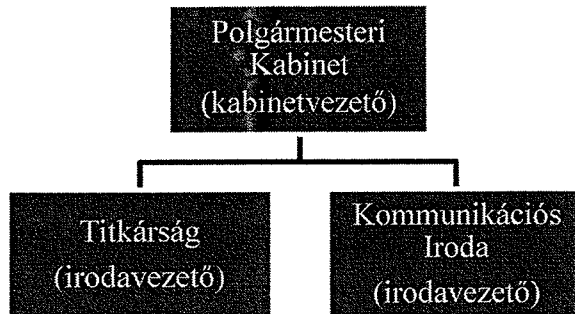 Polgármesteri
Kabinet
(kabinetvezető)
Titkárság
(irodavezető)
Kommunikációs
Iroda
(irodavezető)